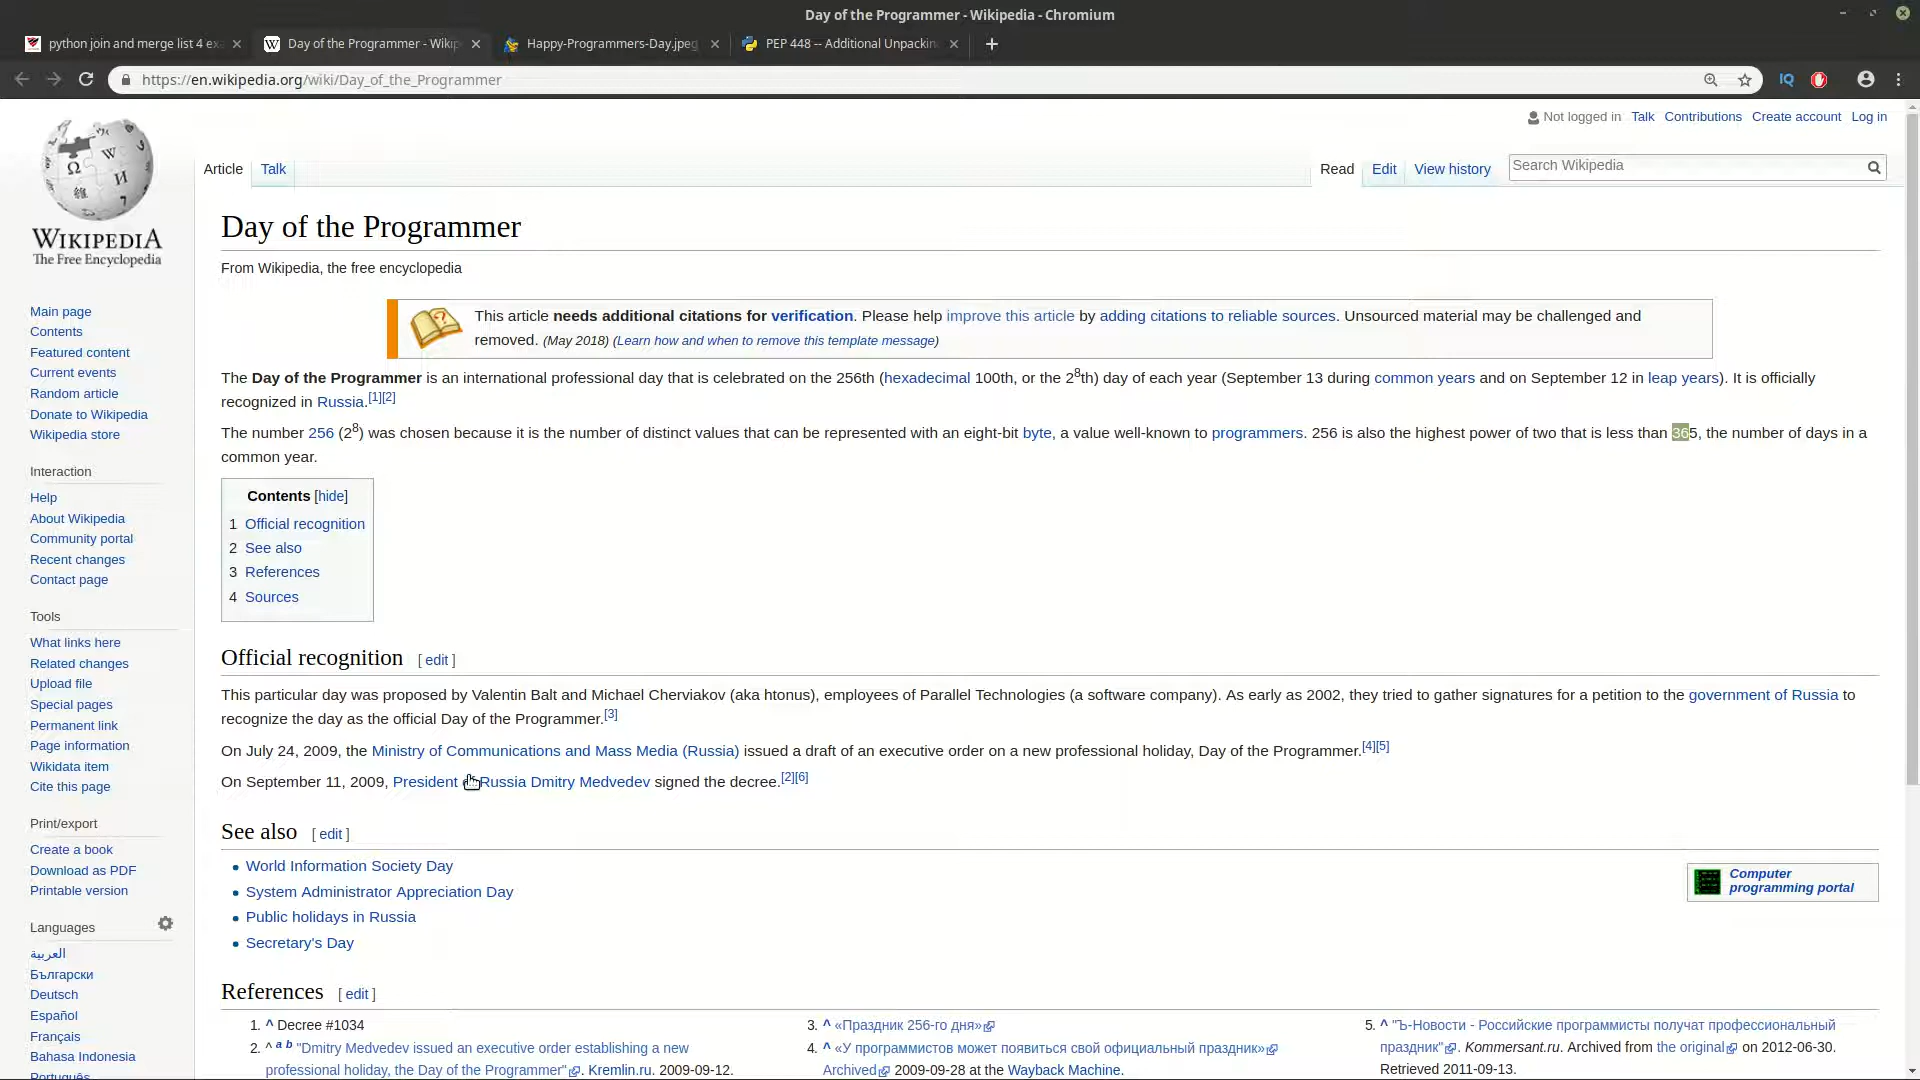 Day of the Programmer - Wikipedia - Chromium
python join and merge list 4 exa
Day of the Programmer - Wikip
Happy-Programmers-Day.jpeg
PEP 448 -- Additional Unpackin
https://en.wikipedia.org/wiki/Day_of_the_Programmer
IQ
Not logged in Talk Contributions Create account Log in
Article Talk
Read Edit View history
Search Wikipedia
WIKIPEDIA
The Free Encyclopedia
Main page
Contents
Featured content
Current events
Random article
Donate to Wikipedia
Wikipedia store
Interaction
Help
About Wikipedia
Community portal
Recent changes
Contact page
Tools
What links here
Related changes
Upload file
Special pages
Permanent link
Page information
Wikidata item
Cite this page
Print/export
Create a book
Download as PDF
Printable version
Languages
العربية
Български
Deutsch
Español
Français
Bahasa Indonesia
Português
Day of the Programmer
From Wikipedia, the free encyclopedia
This article needs additional citations for verification. Please help improve this article by adding citations to reliable sources. Unsourced material may be challenged and
removed. (May 2018) (Learn how and when to remove this template message)
The Day of the Programmer is an international professional day that is celebrated on the 256th (hexadecimal 100th, or the 2⁸th) day of each year (September 13 during common years and on September 12 in leap years). It is officially
recognized in Russia.[1][2]
The number 256 (2⁸) was chosen because it is the number of distinct values that can be represented with an eight-bit byte, a value well-known to programmers. 256 is also the highest power of two that is less than 365, the number of days in a
common year.
Contents [hide]
1 Official recognition
2 See also
3 References
4 Sources
Official recognition [ edit ]
This particular day was proposed by Valentin Balt and Michael Cherviakov (aka htonus), employees of Parallel Technologies (a software company). As early as 2002, they tried to gather signatures for a petition to the government of Russia to
recognize the day as the official Day of the Programmer.[3]
On July 24, 2009, the Ministry of Communications and Mass Media (Russia) issued a draft of an executive order on a new professional holiday, Day of the Programmer.[4][5]
On September 11, 2009, President Russia Dmitry Medvedev signed the decree.[2][6]
See also [ edit ]
World Information Society Day
System Administrator Appreciation Day
Public holidays in Russia
Secretary's Day
Computer
programming portal
References [ edit ]
1. ^ Decree #1034
2. ^ a b "Dmitry Medvedev issued an executive order establishing a new
professional holiday, the Day of the Programmer". Kremlin.ru. 2009-09-12.
3. ^ «Праздник 256-го дня»
4. ^ «У программистов может появиться свой официальный праздник»
Archived 2009-09-28 at the Wayback Machine.
5. ^ "Ъ-Новости - Российские программисты получат профессиональный
праздник". Kommersant.ru. Archived from the original on 2012-06-30.
Retrieved 2011-09-13.